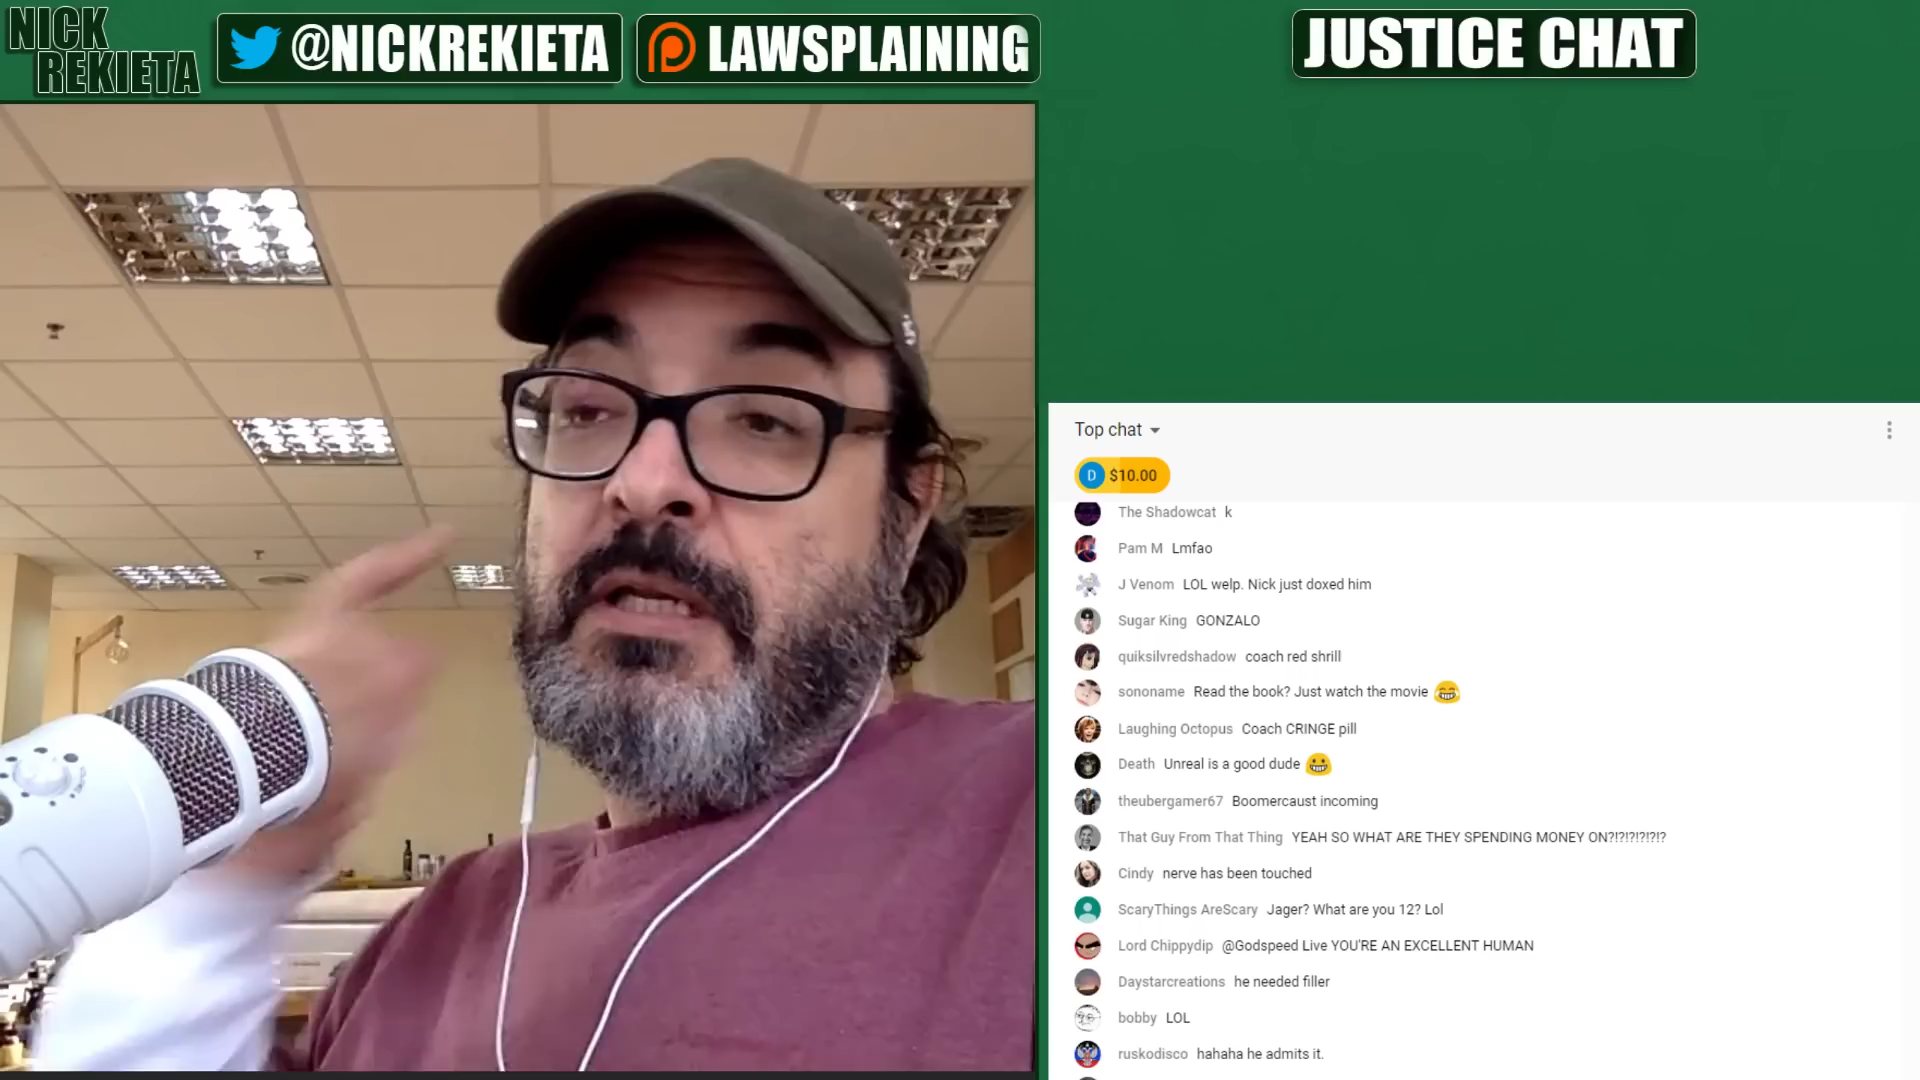 NICK
REKIETA
@NICKREKIETA
LAWSPLAINING
JUSTICE CHAT
Top chat
D $10.00
The Shadowcat k
Pam M Lmfao
J Venom LOL welp. Nick just doxed him
Sugar King GONZALO
quiksilvredshadow coach red shrill
sononame Read the book? Just watch the movie
Laughing Octopus Coach CRINGE pill
Death Unreal is a good dude
theubergamer67 Boomercaust incoming
That Guy From That Thing YEAH SO WHAT ARE THEY SPENDING MONEY ON?!?!?!?!?!?
Cindy nerve has been touched
ScaryThings AreScary Jager? What are you 12? Lol
Lord Chippydip @Godspeed Live YOU'RE AN EXCELLENT HUMAN
Daystarcreations he needed filler
bobby LOL
ruskodisco hahaha he admits it.